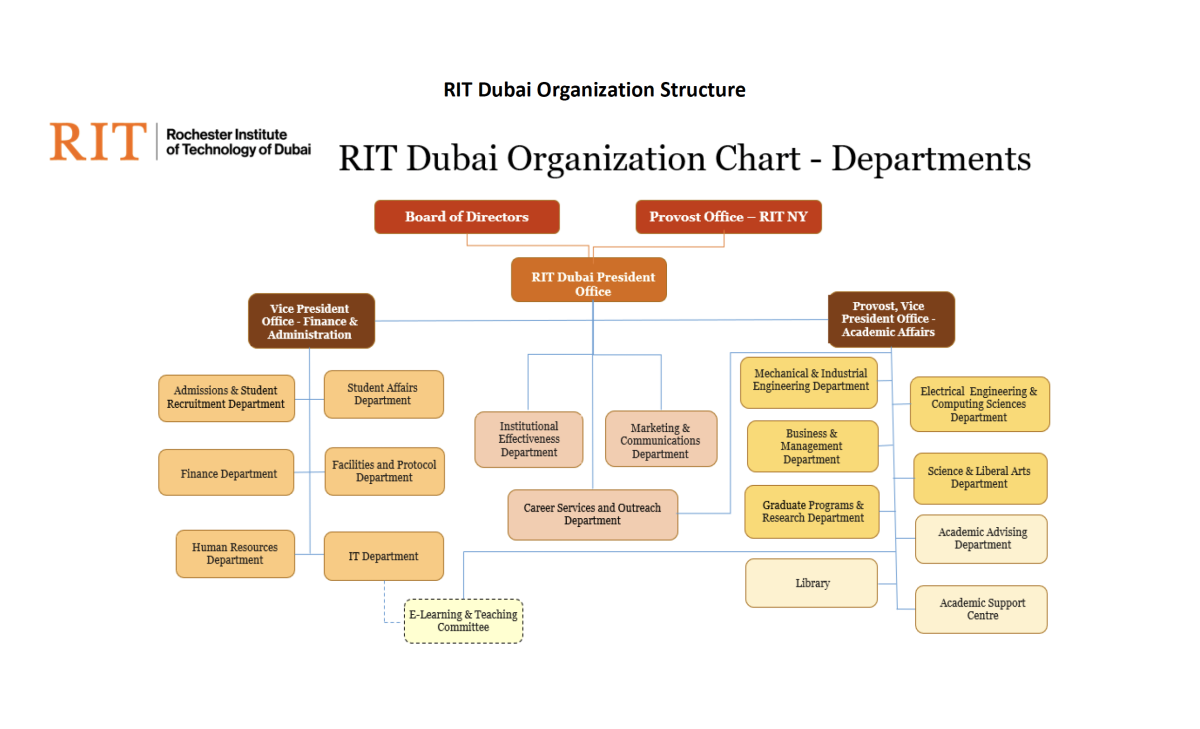 RIT Dubai Organization Structure
RIT
Rochester Institute
of Technology of Dubai
RIT Dubai Organization Chart - Departments
Board of Directors
Provost Office – RIT NY
RIT Dubai President
Office
Vice President
Office - Finance &
Administration
Provost, Vice
President Office -
Academic Affairs
Admissions & Student
Recruitment Department
Student Affairs
Department
Finance Department
Facilities and Protocol
Department
Human Resources
Department
IT Department
E-Learning & Teaching
Committee
Institutional
Effectiveness
Department
Marketing &
Communications
Department
Career Services and Outreach
Department
Mechanical & Industrial
Engineering Department
Electrical Engineering &
Computing Sciences
Department
Business &
Management
Department
Science & Liberal Arts
Department
Graduate Programs &
Research Department
Academic Advising
Department
Library
Academic Support
Centre